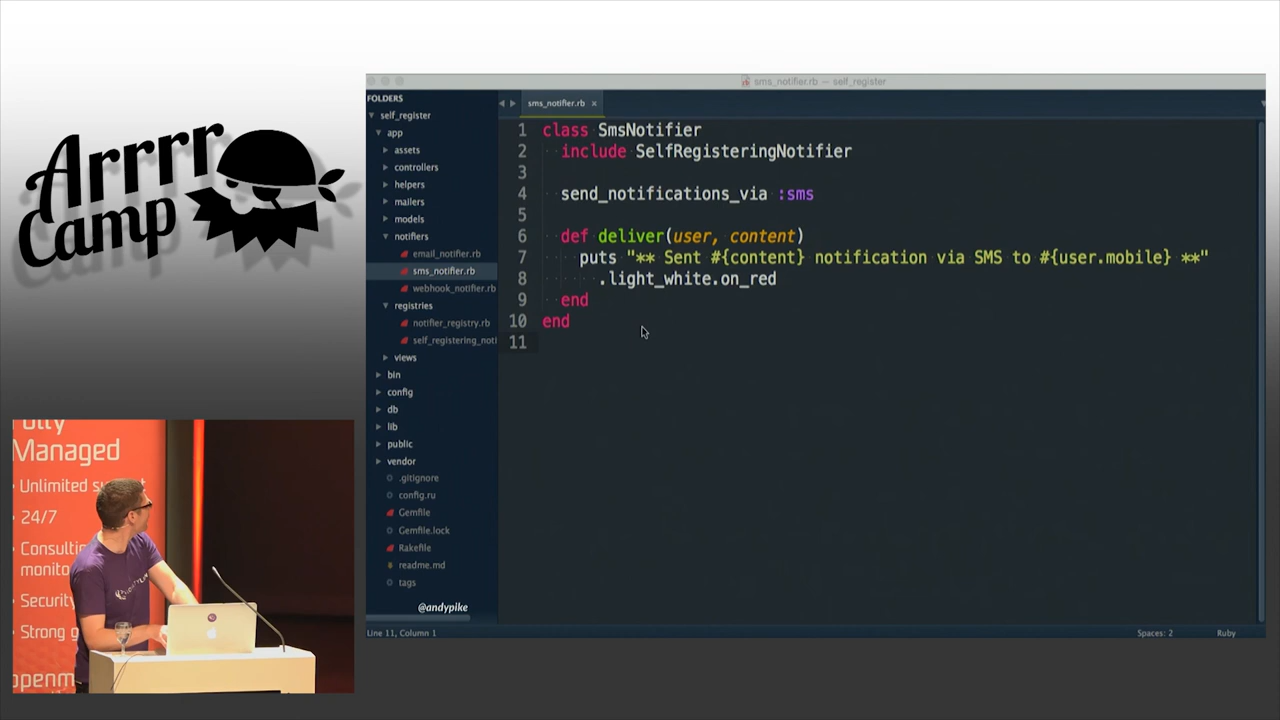 Arrrr
Camp
sms_notifier.rb — self_register
FOLDERS
self_register
app
assets
controllers
helpers
mailers
models
notifiers
email_notifier.rb
sms_notifier.rb
webhook_notifier.rb
registries
notifier_registry.rb
self_registering_noti
views
bin
config
db
lib
public
vendor
.gitignore
config.ru
Gemfile
Gemfile.lock
Rakefile
readme.md
tags
@andypike
sms_notifier.rb ×
1 class SmsNotifier
2 include SelfRegisteringNotifier
3
4 send_notifications_via :sms
5
6 def deliver(user, content)
7 puts "** Sent #{content} notification via SMS to #{user.mobile} **"
8 .light_white.on_red
9 end
10 end
11
Line 11, Column 1
Spaces: 2
Ruby
Managed
• Unlimited
• 24/7
• Consulti
monito
• Security
• Strong g
openm